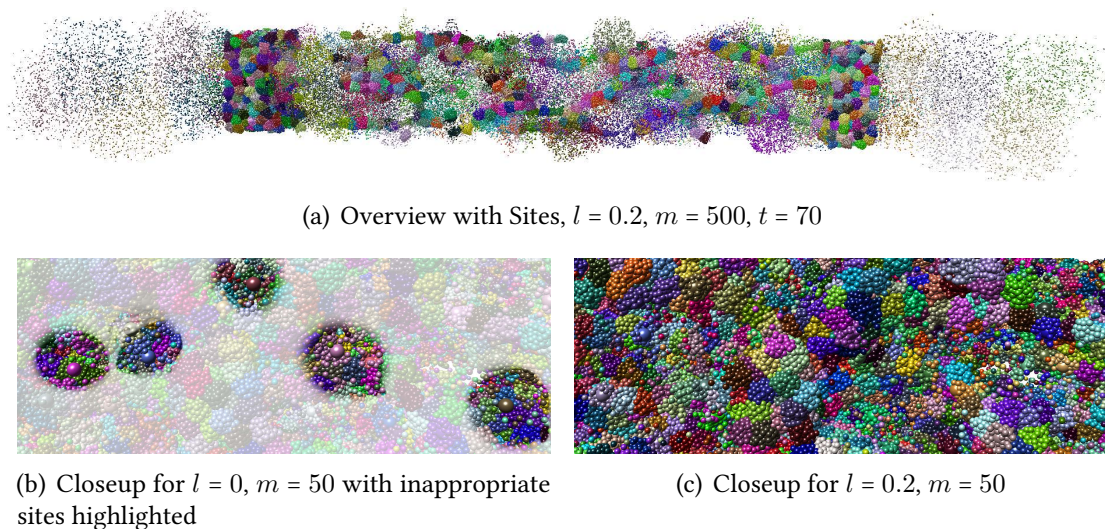 (a) Overview with Sites, l = 0.2, m = 500, t = 70
(b) Closeup for l = 0, m = 50 with inappropriate
sites highlighted
(c) Closeup for l = 0.2, m = 50